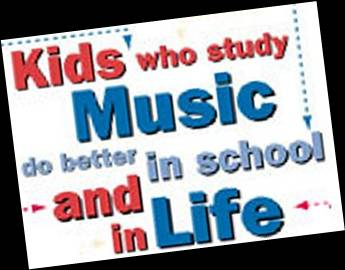 Kids who study
Music
do better in school
and
in Life